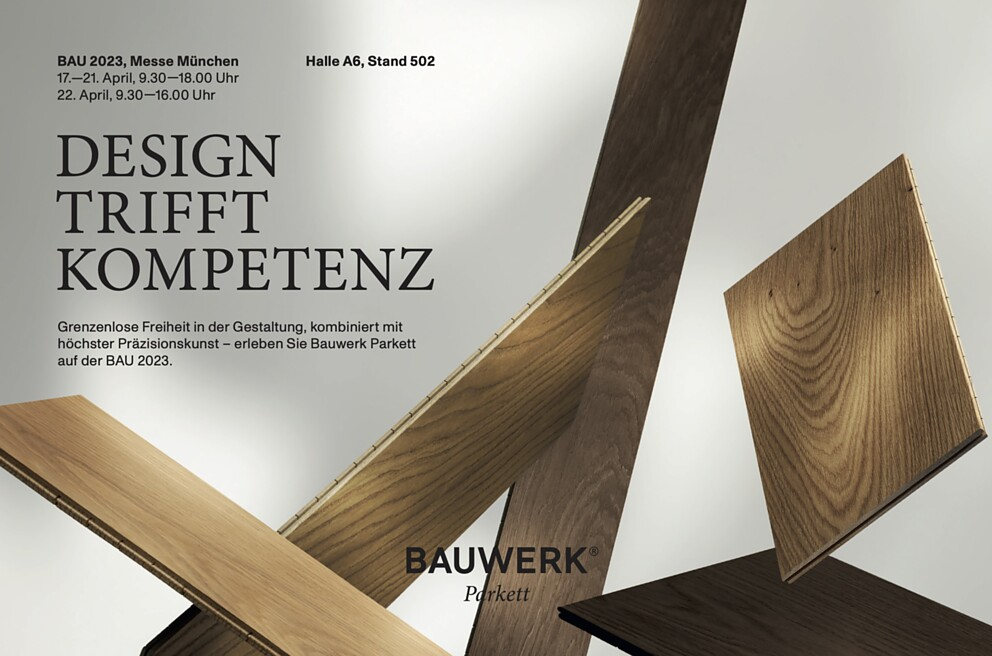 BAU 2023, Messe München
17.—21. April, 9.30—18.00 Uhr
22. April, 9.30—16.00 Uhr
Halle A6, Stand 502
DESIGN
TRIFFT
KOMPETENZ
Grenzenlose Freiheit in der Gestaltung, kombiniert mit
höchster Präzisionskunst – erleben Sie Bauwerk Parkett
auf der BAU 2023.
BAUWERK®
Parkett